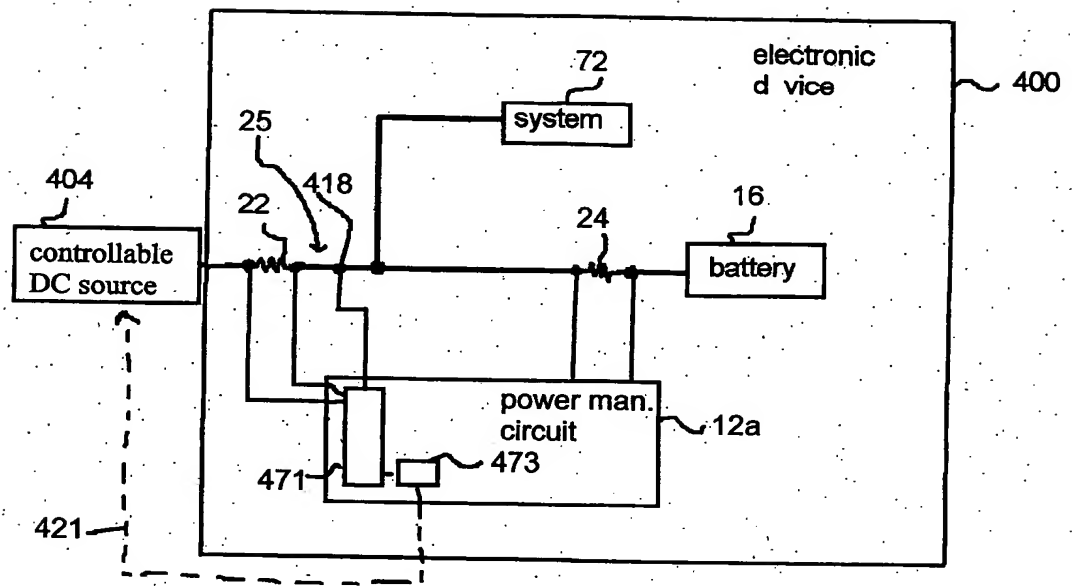 electronic
d vice
400
72
system
25
404
418
22
16
24
controllable
DC source
battery
power man.
circuit
12a
471
473
421